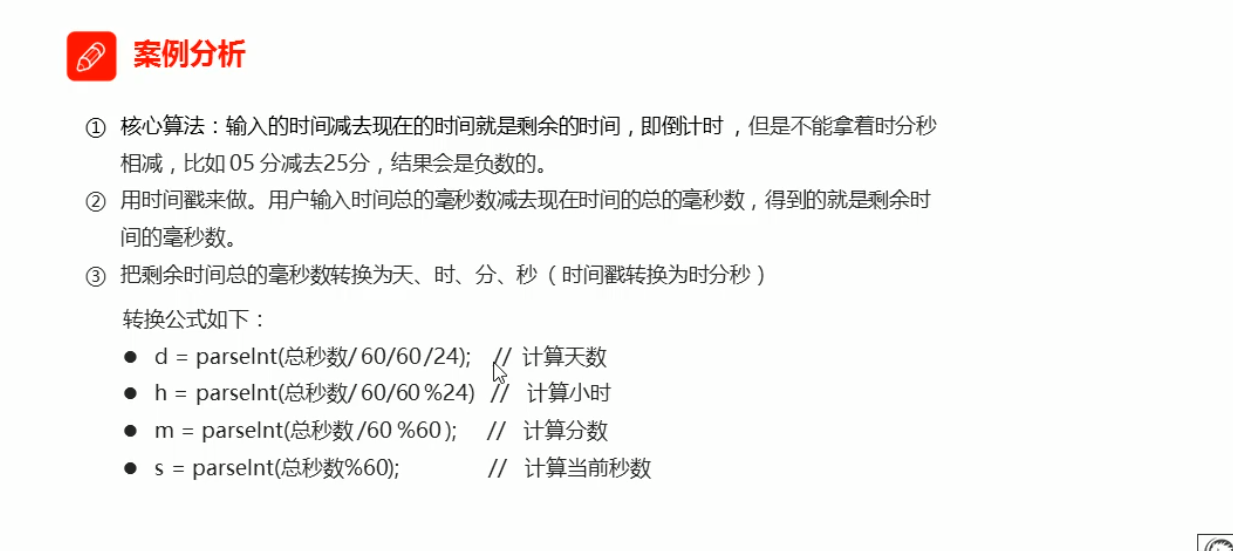 案例分析
① 核心算法：输入的时间减去现在的时间就是剩余的时间，即倒计时 ，但是不能拿着时分秒
相减，比如 05 分减去25分，结果会是负数的。
② 用时间戳来做。用户输入时间总的毫秒数减去现在时间的总的毫秒数，得到的就是剩余时
间的毫秒数。
③ 把剩余时间总的毫秒数转换为天、时、分、秒 （ 时间戳转换为时分秒 ）
转换公式如下：
● d = parseInt(总秒数/ 60/60 /24); // 计算天数
● h = parseInt(总秒数/ 60/60 %24) // 计算小时
● m = parseInt(总秒数 /60 %60 ); // 计算分数
● s = parseInt(总秒数%60); // 计算当前秒数